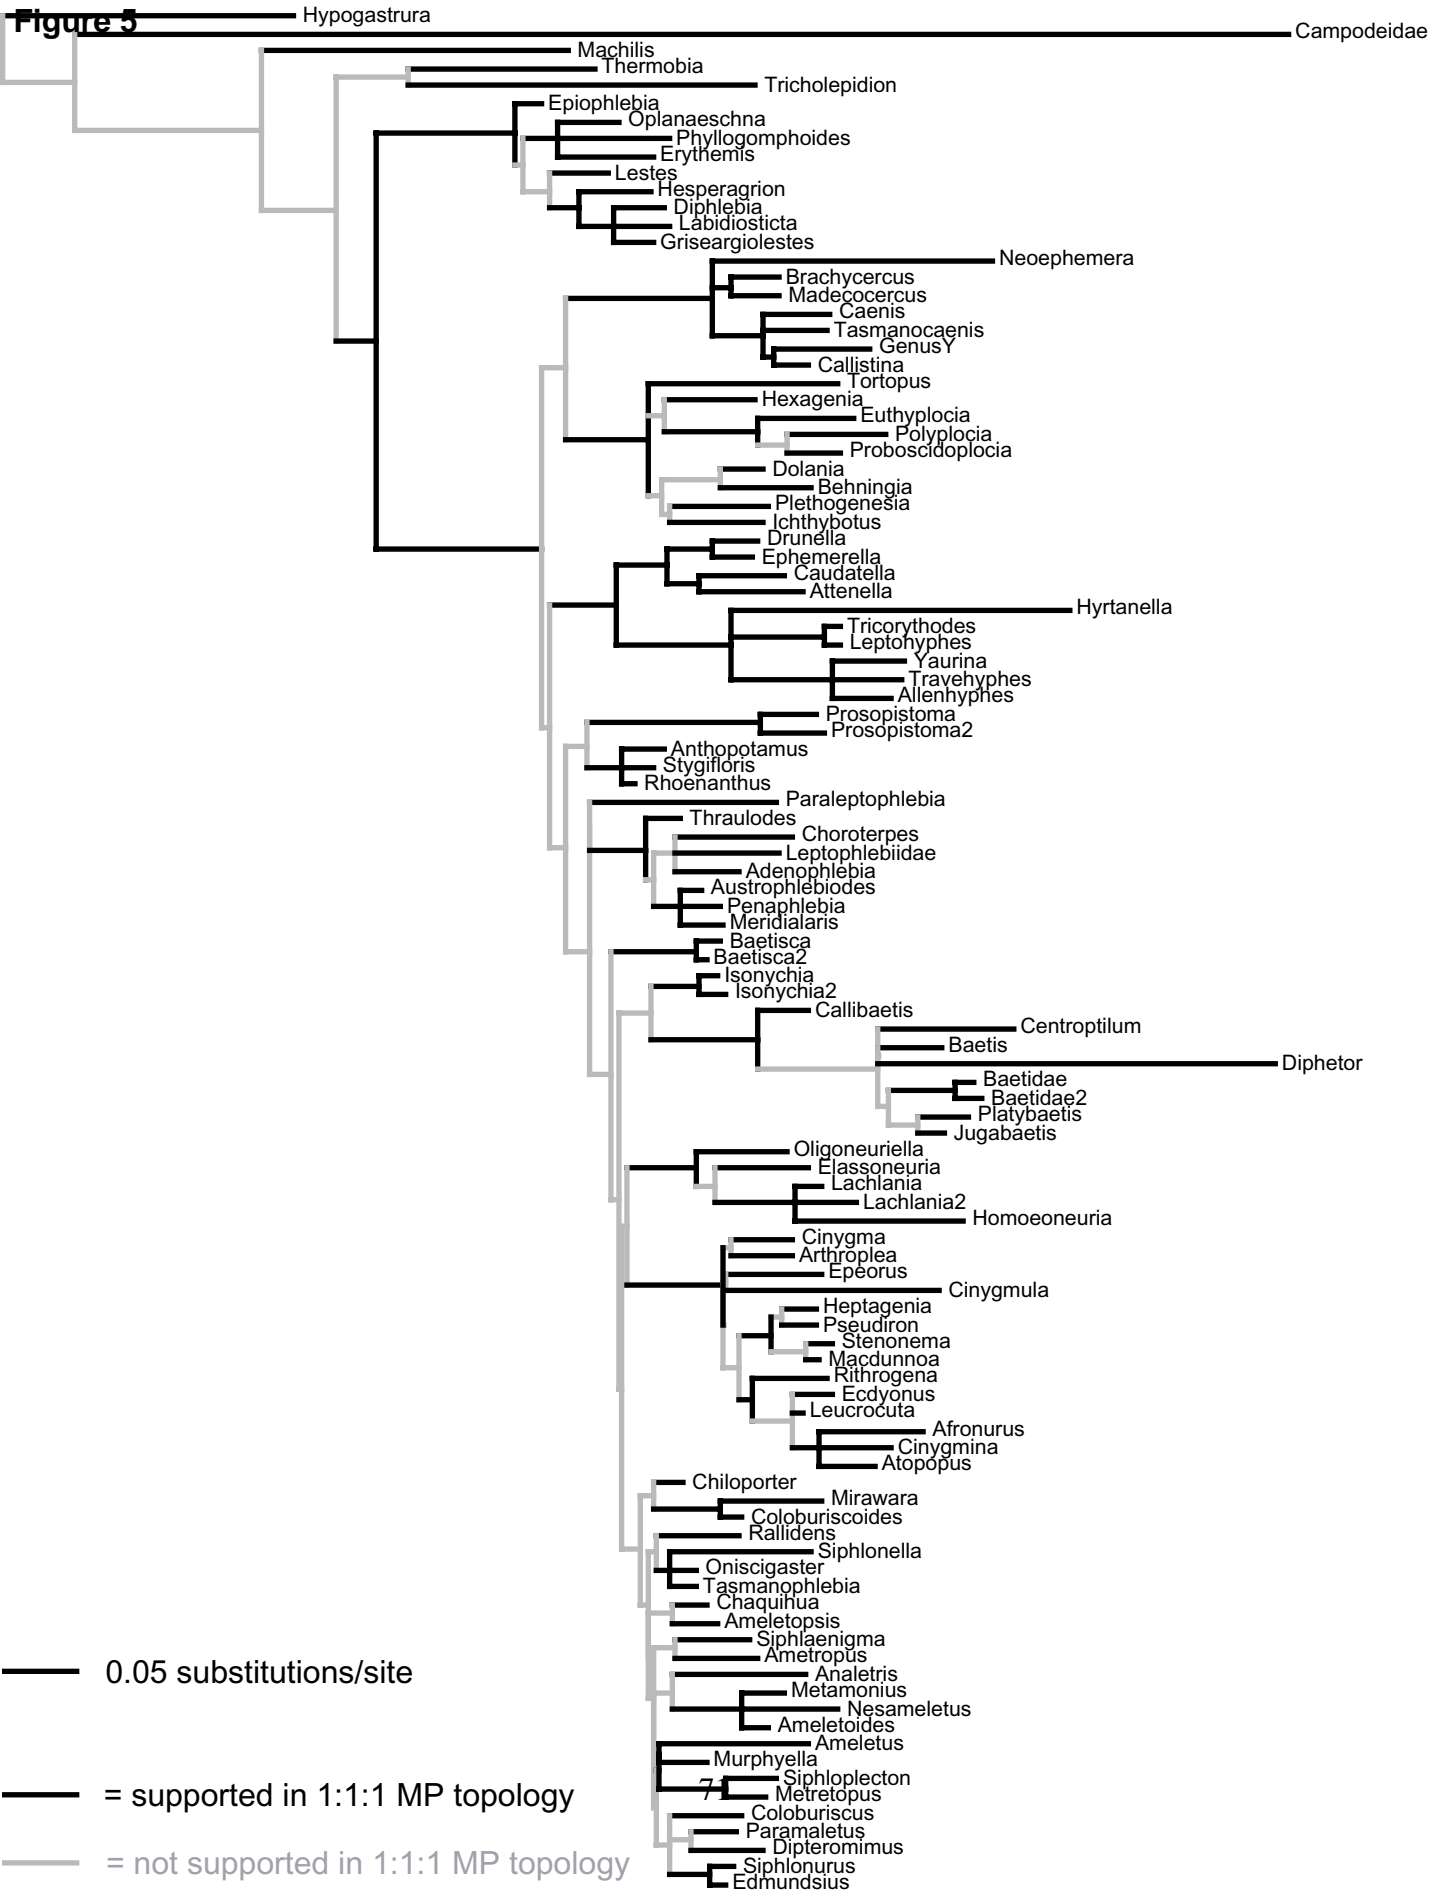 Figure 5
Hypogastrura
Campodeidae
Machilis
Thermobia
Tricholepidion
Epiophlebia
Oplanaeschna
Phyllogomphoides
Erythemis
Lestes
Hesperagrion
Diphlebia
Labidiosticta
Griseargiolestes
Neoephemera
Brachycercus
Madecocercus
Caenis
Tasmanocaenis
GenusY
Callistina
Tortopus
Hexagenia
Euthyplocia
Polyplocia
Proboscidoplocia
Dolania
Behningia
Plethogenesia
Ichthybotus
Drunella
Ephemerella
Caudatella
Attenella
Hyrtanella
Tricorythodes
Leptohyphes
Yaurina
Travehyphes
Allenhyphes
Prosopistoma
Prosopistoma2
Anthopotamus
Stygifloris
Rhoenanthus
Paraleptophlebia
Thraulodes
Choroterpes
Leptophlebiidae
Adenophlebia
Austrophlebiodes
Penaphlebia
Meridialaris
Baetisca
Baetisca2
Isonychia
Isonychia2
Callibaetis
Centroptilum
Baetis
Diphetor
Baetidae
Baetidae2
Platybaetis
Jugabaetis
Oligoneuriella
Elassoneuria
Lachlania
Lachlania2
Homoeoneuria
Cinygma
Arthroplea
Epeorus
Cinygmula
Heptagenia
Pseudiron
Stenonema
Macdunnoa
Rithrogena
Ecdyonus
Leucrocuta
Afronurus
Cinygmina
Atopopus
Chiloporter
Mirawara
Coloburiscoides
Rallidens
Siphlonella
Oniscigaster
Tasmanophlebia
Chaquihua
Ameletopsis
Siphlaenigma
Ametropus
Analetris
Metamonius
Nesameletus
Ameletoides
Ameletus
Murphyella
Siphloplecton
Metretopus
Coloburiscus
Paramaletus
Dipteromimus
Siphlonurus
Edmundsius
0.05 substitutions/site
= supported in 1:1:1 MP topology
= not supported in 1:1:1 MP topology